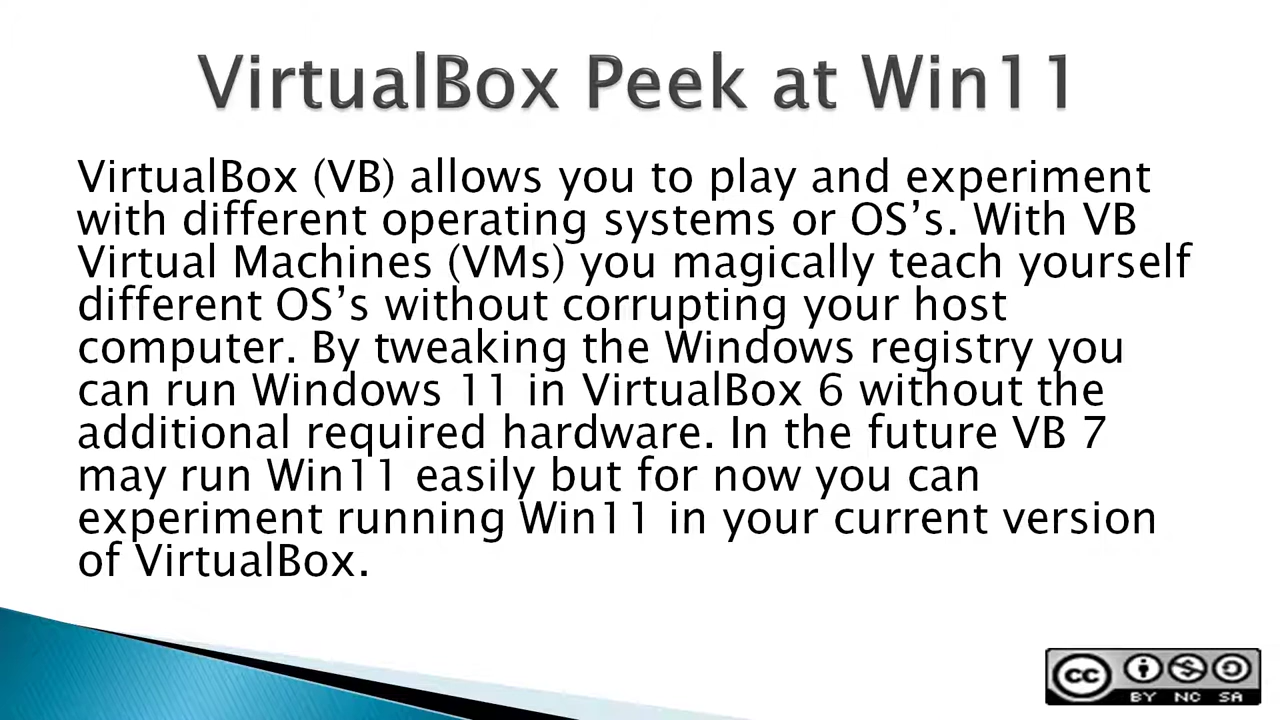 VirtualBox Peek at Win11
VirtualBox (VB) allows you to play and experiment
with different operating systems or OS’s. With VB
Virtual Machines (VMs) you magically teach yourself
different OS’s without corrupting your host
computer. By tweaking the Windows registry you
can run Windows 11 in VirtualBox 6 without the
additional required hardware. In the future VB 7
may run Win11 easily but for now you can
experiment running Win11 in your current version
of VirtualBox.
cc
BY NC SA